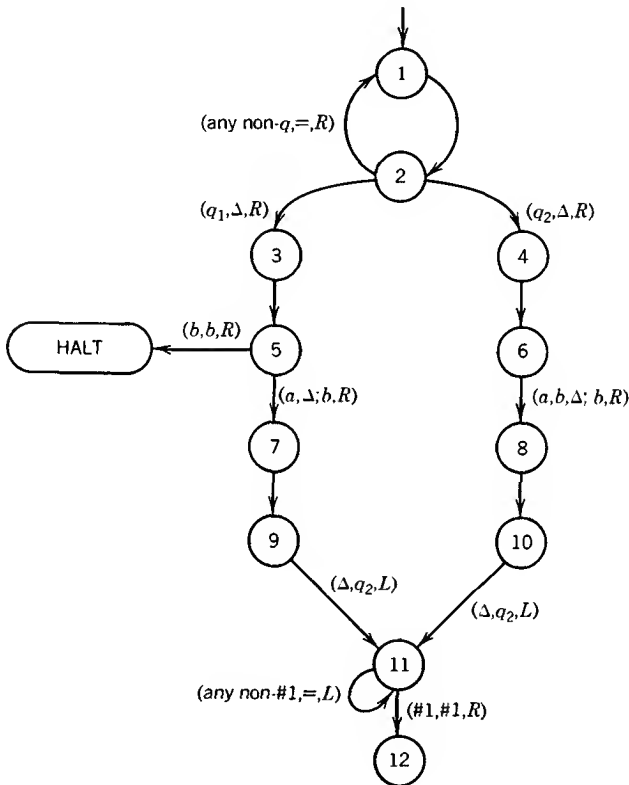 1
(any non-q,=,R)
2
(q₁,Δ,R)
(q₂,Δ,R)
3
4
HALT
(b,b,R)
5
6
(a,Δ;b,R)
(a,b,Δ; b,R)
7
8
9
10
(Δ,q₂,L)
(Δ,q₂,L)
11
(any non-#1,=,L)
(#1,#1,R)
12